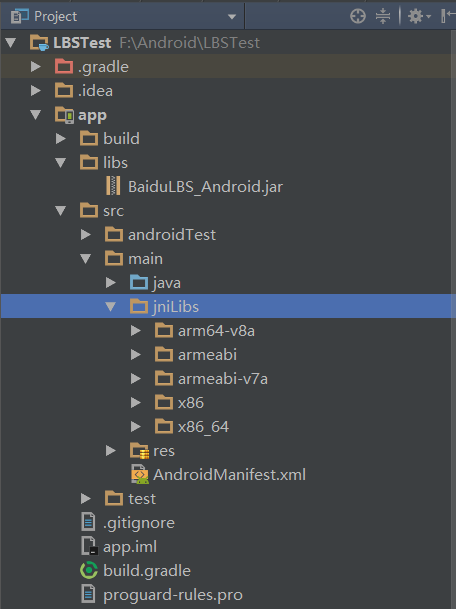 Project
LBSTest F:\Android\LBSTest
.gradle
.idea
app
build
libs
BaiduLBS_Android.jar
src
androidTest
main
java
jniLibs
arm64-v8a
armeabi
armeabi-v7a
x86
x86_64
res
AndroidManifest.xml
test
.gitignore
app.iml
build.gradle
proguard-rules.pro